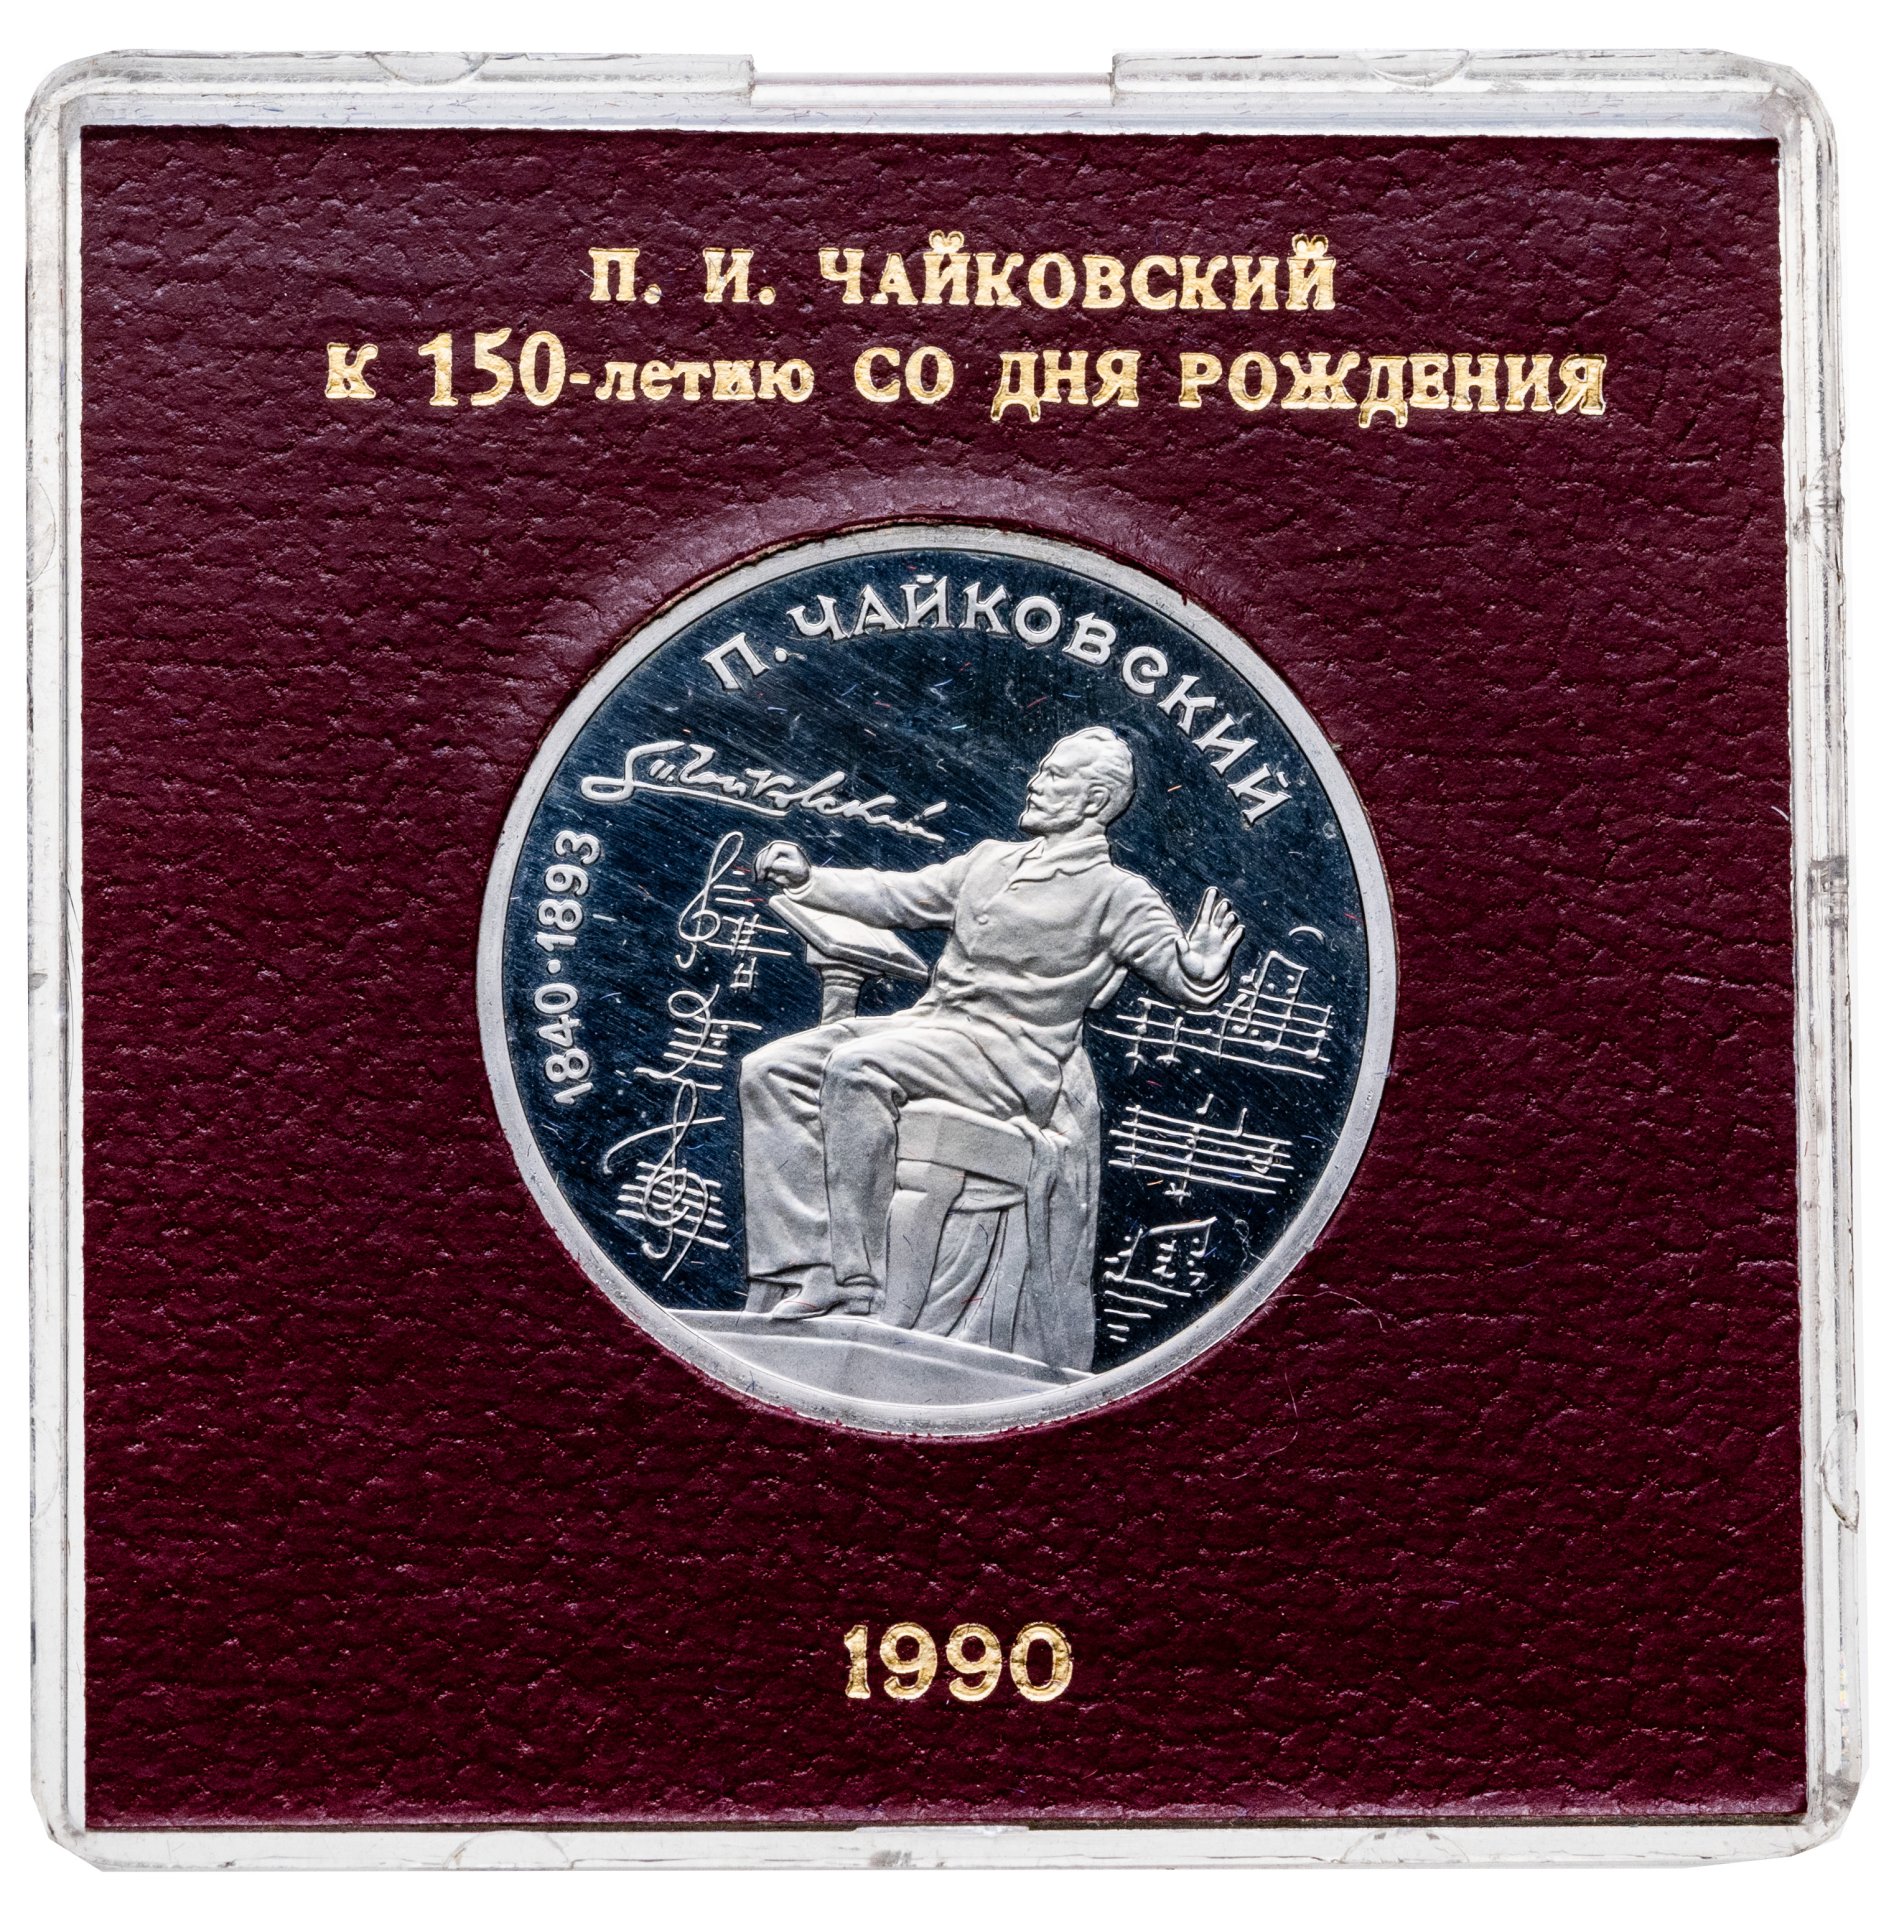 П. И. ЧАЙКОВСКИЙ
К 150-летию СО ДНЯ РОЖДЕНИЯ
П. ЧАЙКОВСКИЙ
1840·1893
1990